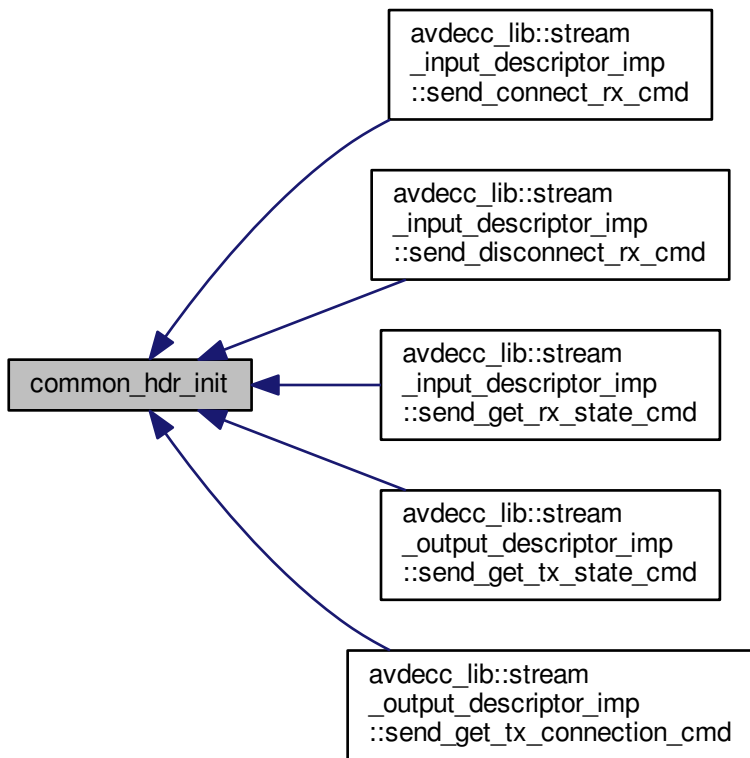 avdecc_lib::stream
_input_descriptor_imp
::send_connect_rx_cmd
avdecc_lib::stream
_input_descriptor_imp
::send_disconnect_rx_cmd
common_hdr_init
avdecc_lib::stream
_input_descriptor_imp
::send_get_rx_state_cmd
avdecc_lib::stream
_output_descriptor_imp
::send_get_tx_state_cmd
avdecc_lib::stream
_output_descriptor_imp
::send_get_tx_connection_cmd